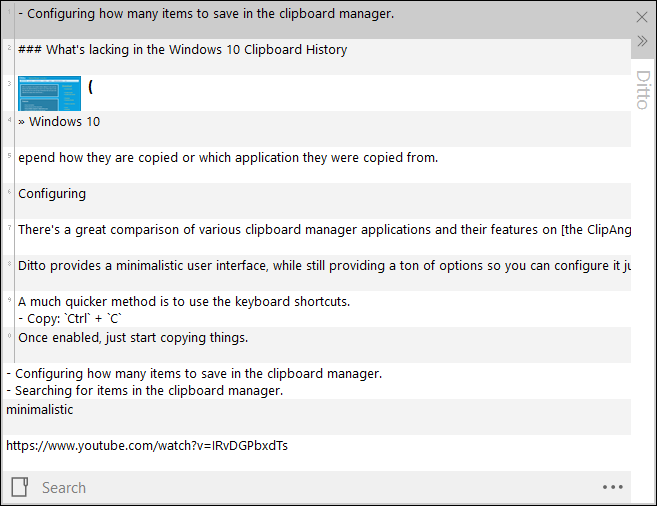 1 - Configuring how many items to save in the clipboard manager.
2 ### What's lacking in the Windows 10 Clipboard History
3 (
4 » Windows 10
5 epend how they are copied or which application they were copied from.
6 Configuring
7 There's a great comparison of various clipboard manager applications and their features on [the ClipAng
8 Ditto provides a minimalistic user interface, while still providing a ton of options so you can configure it ju
9 A much quicker method is to use the keyboard shortcuts.
- Copy: `Ctrl` + `C`
0 Once enabled, just start copying things.
- Configuring how many items to save in the clipboard manager.
- Searching for items in the clipboard manager.
minimalistic
https://www.youtube.com/watch?v=IRvDGPbxdTs
Search
Ditto